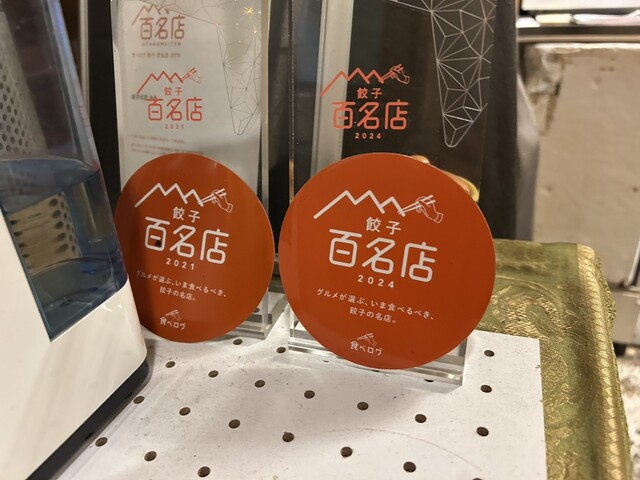 百名店
餃子
百名店
2021
餃子
百名店
2024
餃子
百名店
2021
グルメが選ぶ、いま食べるべき、
餃子の名店。
食べログ
餃子
百名店
2024
グルメが選ぶ、いま食べるべき、
餃子の名店。
食べログ